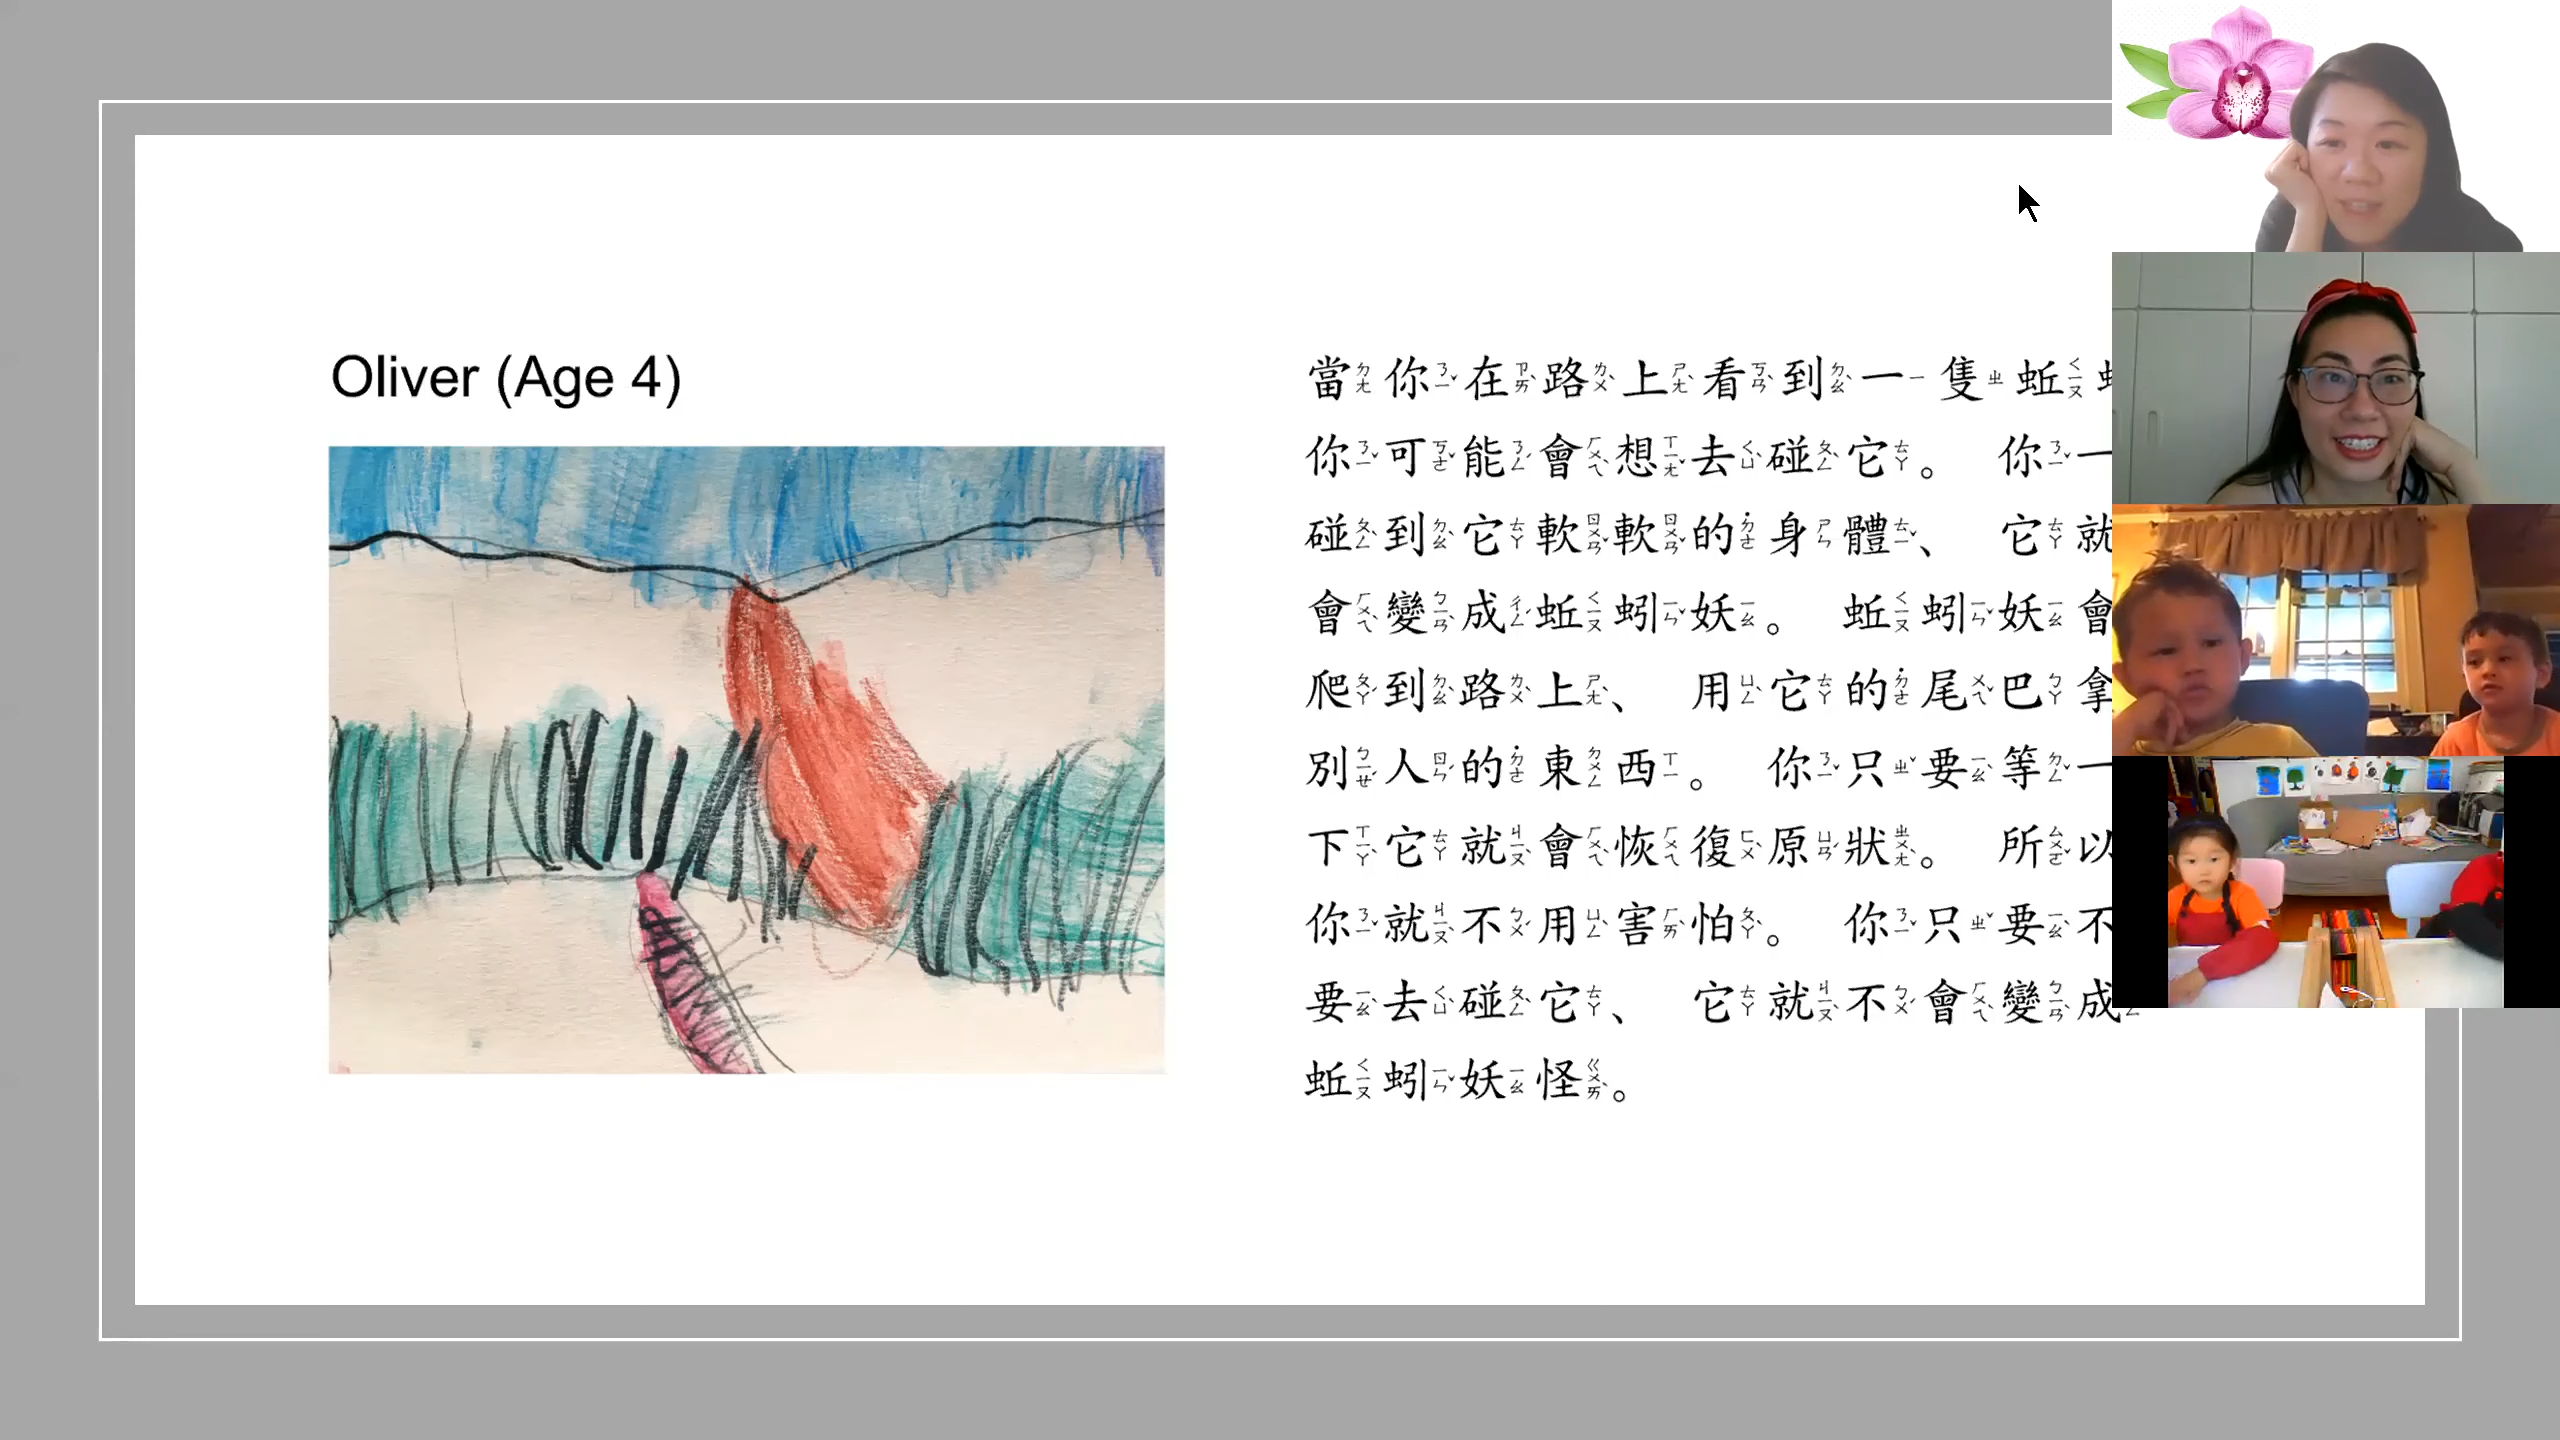 Oliver (Age 4)
當你在路上看到一隻蚯
你可能會想去碰它。 你一
碰到它軟軟的身體、 它就
會變成蚯蚓妖。 蚯蚓妖會
爬到路上、 用它的尾巴拿
別人的東西。 你只要等一
下它就會恢復原狀。 所以
你就不用害怕。 你只要不
要去碰它、 它就不會變成
蚯蚓妖怪。